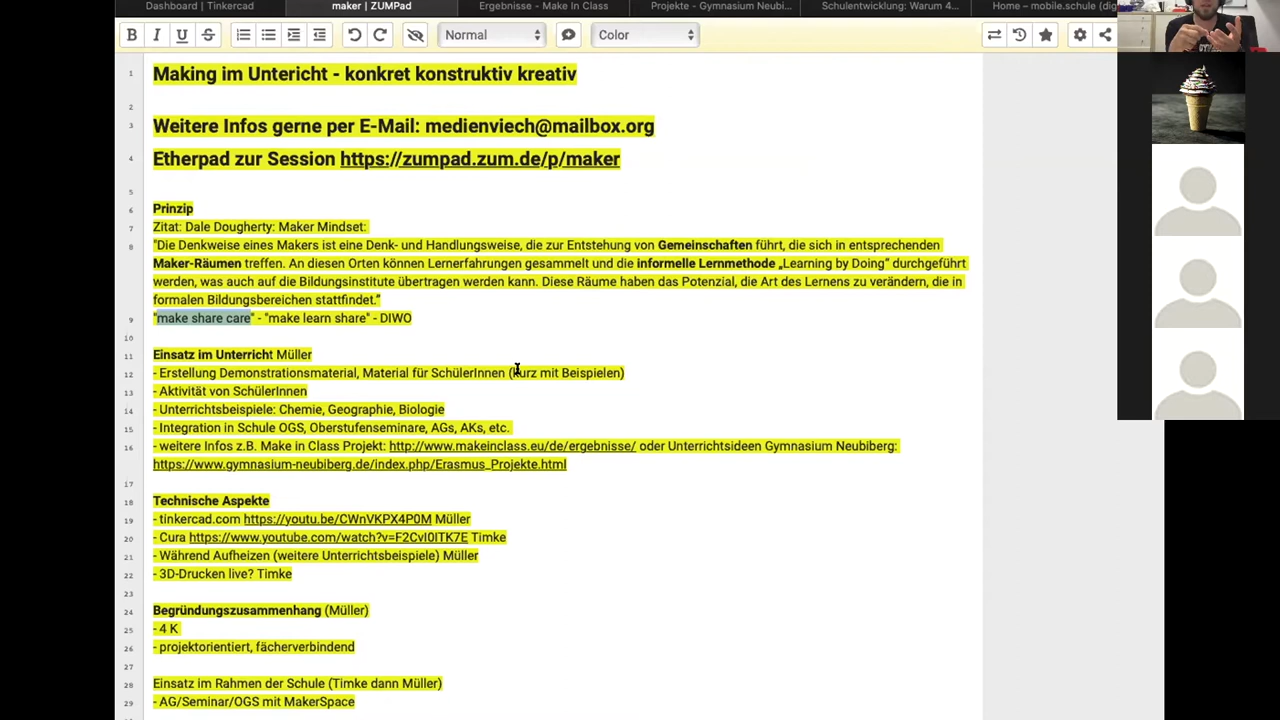 Dashboard | Tinkercad
maker | ZUMPad
Ergebnisse - Make In Class
Projekte - Gymnasium Neubi...
Schulentwicklung: Warum 4...
Home – mobile.schule (dig
B I U S
Normal
Color
1 Making im Untericht - konkret konstruktiv kreativ
2
3 Weitere Infos gerne per E-Mail: medienviech@mailbox.org
4 Etherpad zur Session https://zumpad.zum.de/p/maker
5
6 Prinzip
7 Zitat: Dale Dougherty: Maker Mindset:
8 "Die Denkweise eines Makers ist eine Denk- und Handlungsweise, die zur Entstehung von Gemeinschaften führt, die sich in entsprechenden
Maker-Räumen treffen. An diesen Orten können Lernerfahrungen gesammelt und die informelle Lernmethode „Learning by Doing“ durchgeführt
werden, was auch auf die Bildungsinstitute übertragen werden kann. Diese Räume haben das Potenzial, die Art des Lernens zu verändern, die in
formalen Bildungsbereichen stattfindet.”
9 "make share care" - "make learn share" - DIWO
10
11 Einsatz im Unterricht Müller
12 - Erstellung Demonstrationsmaterial, Material für SchülerInnen (kurz mit Beispielen)
13 - Aktivität von SchülerInnen
14 - Unterrichtsbeispiele: Chemie, Geographie, Biologie
15 - Integration in Schule OGS, Oberstufenseminare, AGs, AKs, etc.
16 - weitere Infos z.B. Make in Class Projekt: http://www.makeinclass.eu/de/ergebnisse/ oder Unterrichtsideen Gymnasium Neubiberg:
https://www.gymnasium-neubiberg.de/index.php/Erasmus_Projekte.html
17
18 Technische Aspekte
19 - tinkercad.com https://youtu.be/CWnVKPX4P0M Müller
20 - Cura https://www.youtube.com/watch?v=F2CvI0ITK7E Timke
21 - Während Aufheizen (weitere Unterrichtsbeispiele) Müller
22 - 3D-Drucken live? Timke
23
24 Begründungszusammenhang (Müller)
25 - 4 K
26 - projektorientiert, fächerverbindend
27
28 Einsatz im Rahmen der Schule (Timke dann Müller)
29 - AG/Seminar/OGS mit MakerSpace